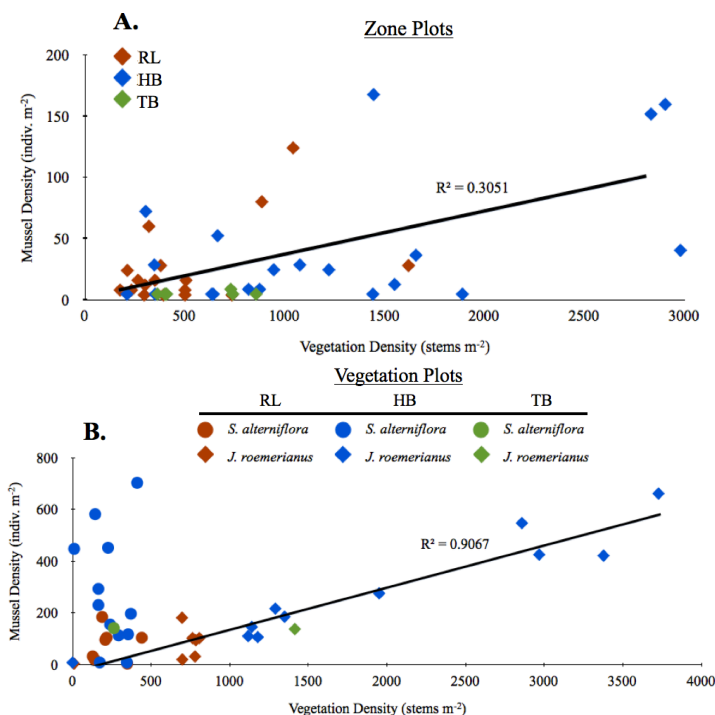 A.
Zone Plots
RL
HB
TB
200
150
100
50
0
Mussel Density (indiv. m⁻²)
R² = 0.3051
0 500 1000 1500 2000 2500 3000
Vegetation Density (stems m⁻²)
Vegetation Plots
RL HB TB
B.
S. alterniflora S. alterniflora S. alterniflora
J. roemerianus J. roemerianus J. roemerianus
800
600
400
200
0
Mussel Density (indiv. m⁻²)
R² = 0.9067
0 500 1000 1500 2000 2500 3000 3500 4000
Vegetation Density (stems m⁻²)